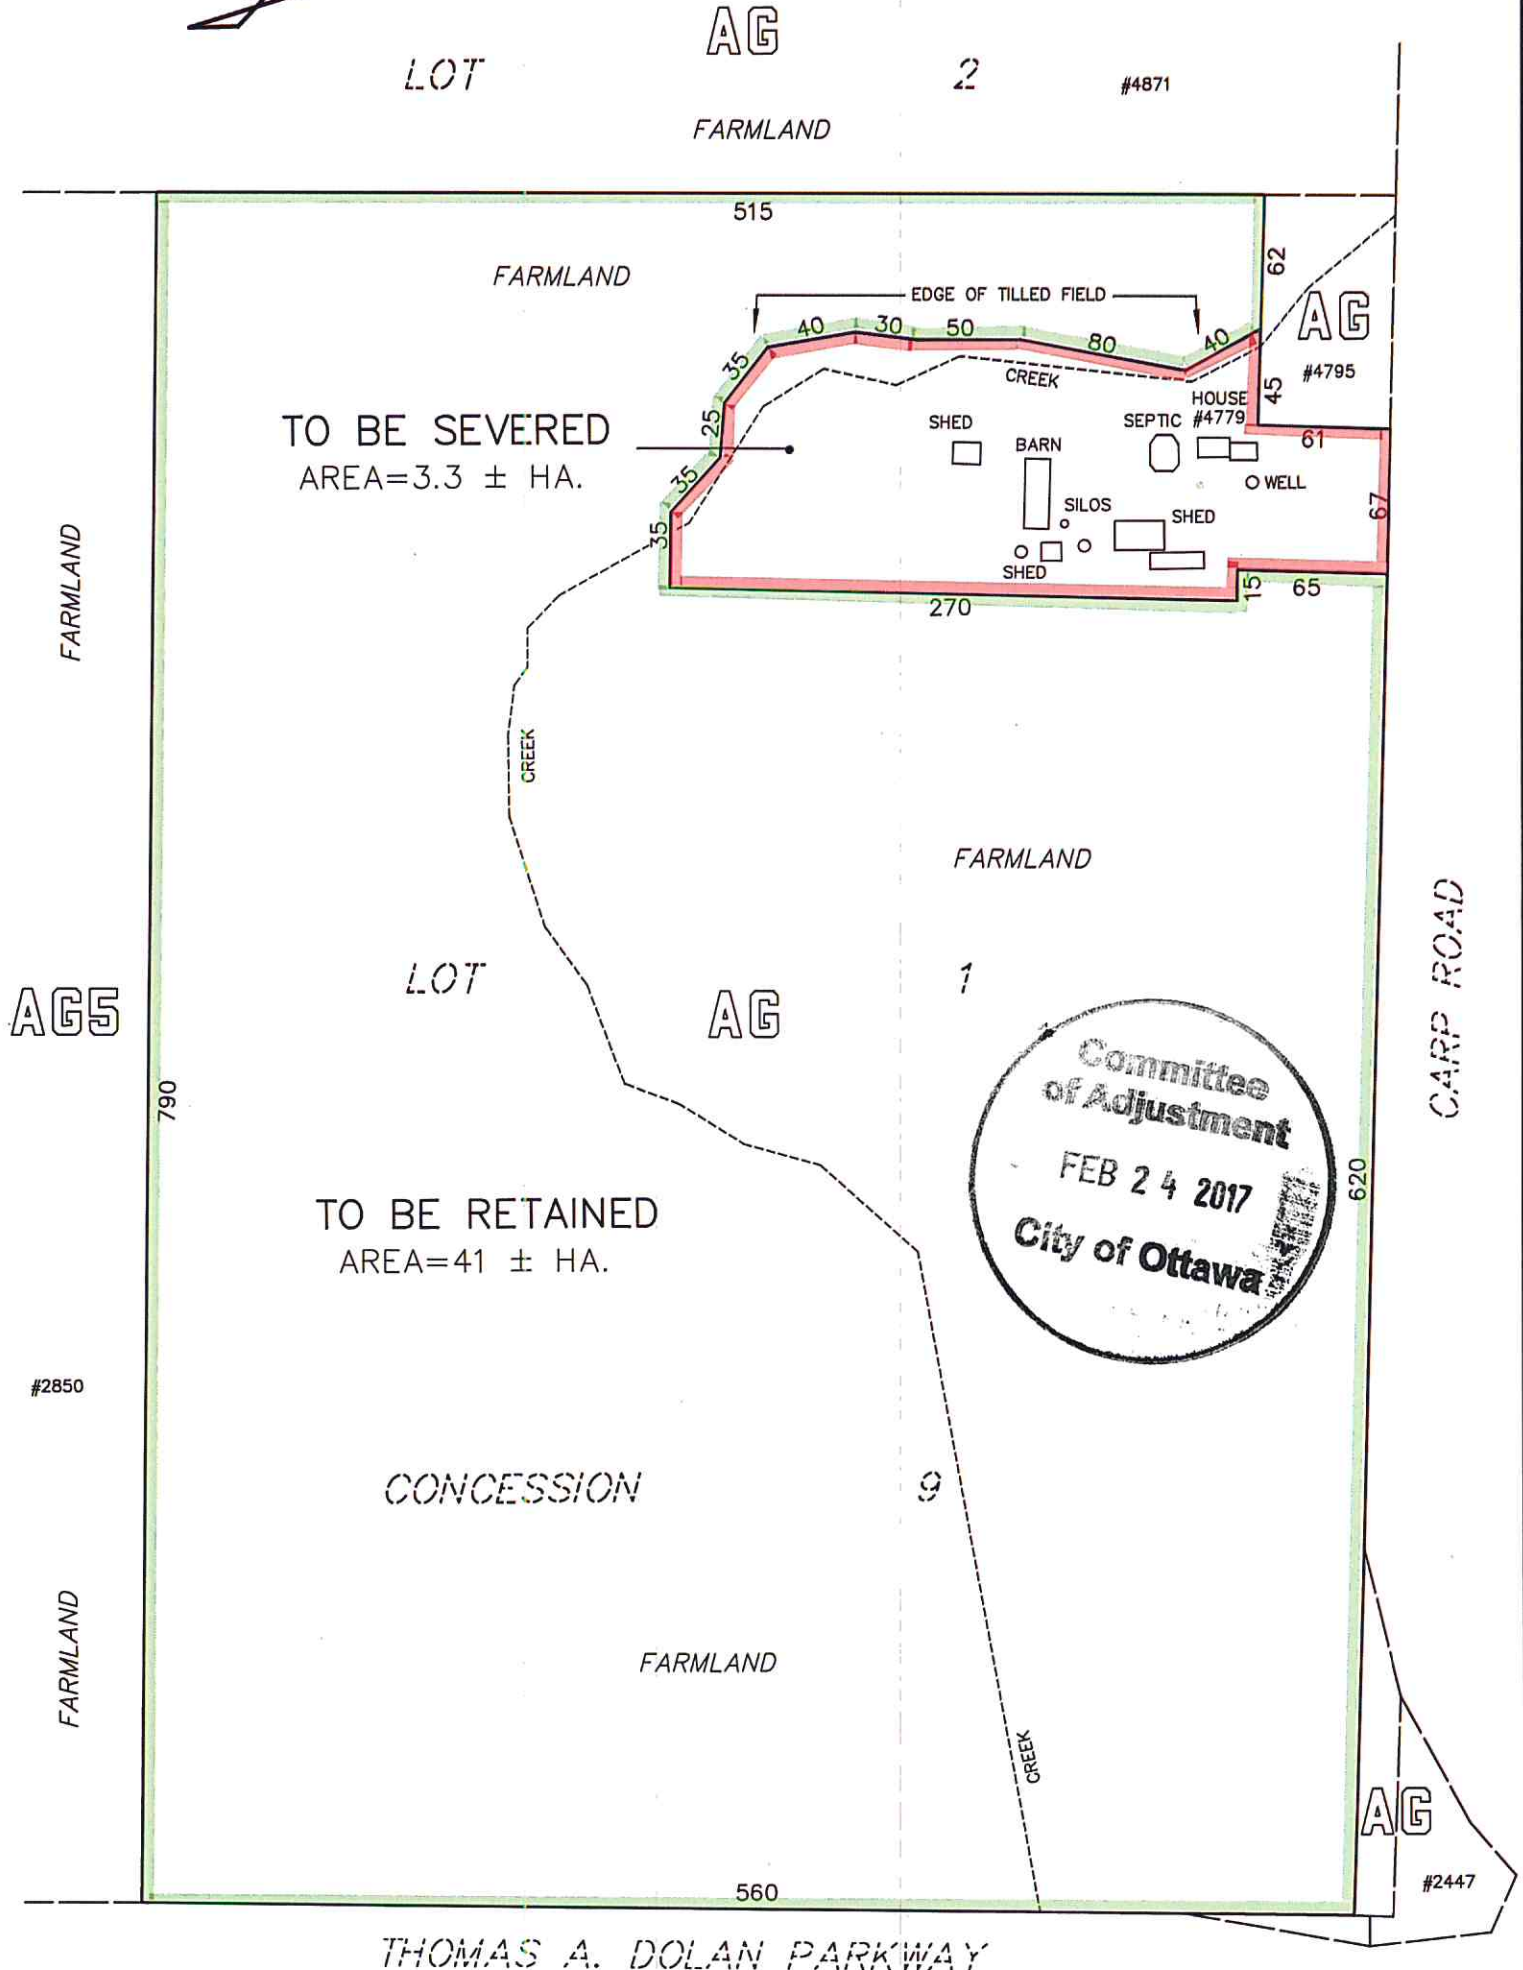 AG
LOT 2
#4871
FARMLAND
515
FARMLAND
62
EDGE OF TILLED FIELD
AG
40
30
50
80
40
35
CREEK
#4795
HOUSE
#4779
45
TO BE SEVERED
AREA=3.3 ± HA.
25
SHED
SEPTIC
BARN
61
35
WELL
SILOS
67
SHED
35
SHED
FARMLAND
270
15
65
CREEK
FARMLAND
LOT 1
AG5
AG
CARP ROAD
790
Committee
of Adjustment
FEB 24 2017
City of Ottawa
620
TO BE RETAINED
AREA=41 ± HA.
#2850
CONCESSION 9
FARMLAND
FARMLAND
CREEK
AG
#2447
560
THOMAS A. DOLAN PARKWAY